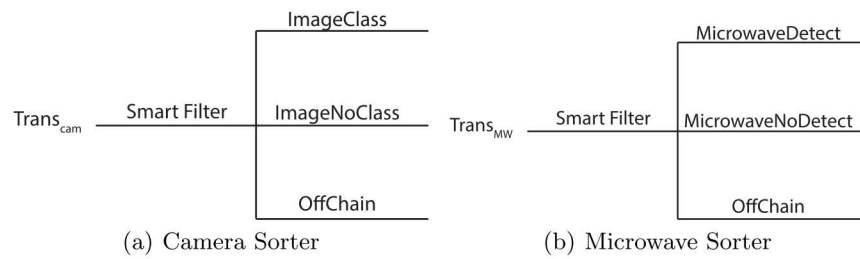 ImageClass
Trans_cam Smart Filter ImageNoClass
OffChain
(a) Camera Sorter
MicrowaveDetect
Trans_MW Smart Filter MicrowaveNoDetect
OffChain
(b) Microwave Sorter